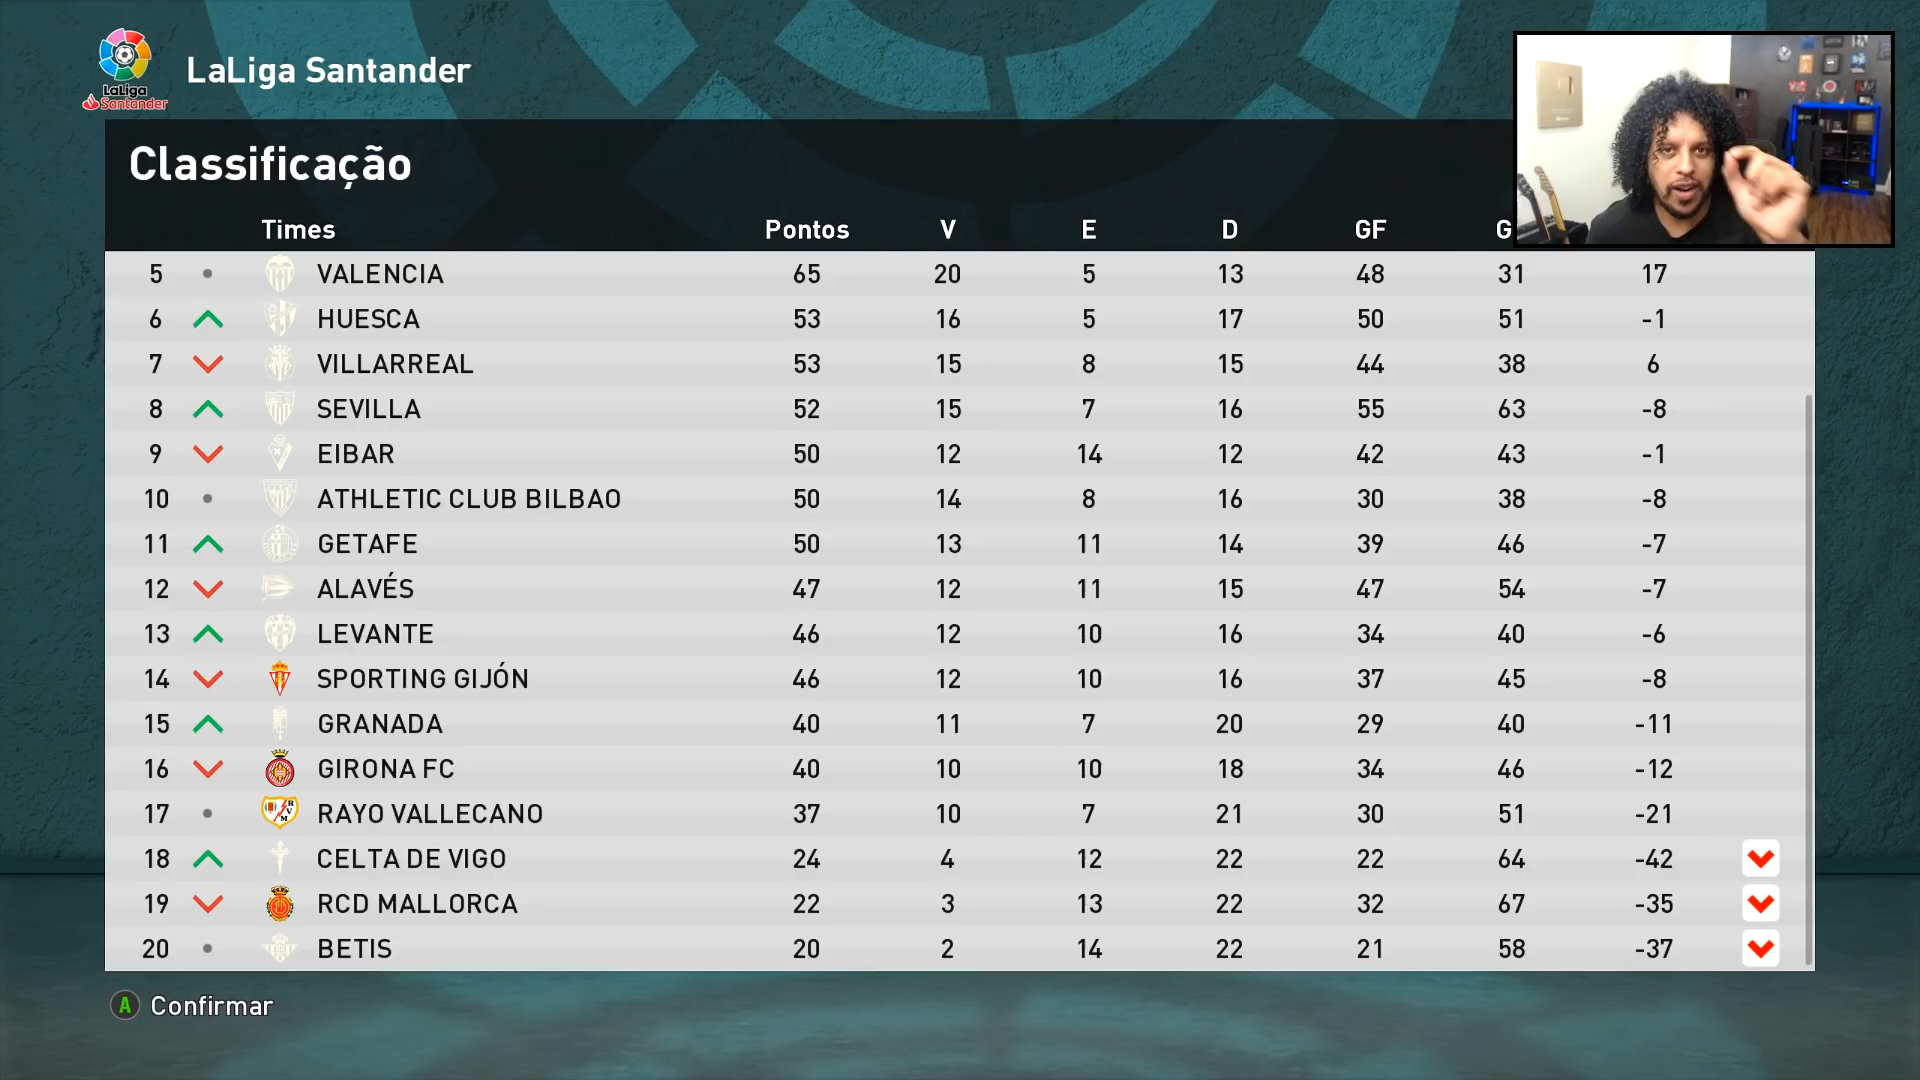 LaLiga Santander
LaLiga
Santander
Classificação
Times Pontos V E D GF
5 VALENCIA 65 20 5 13 48 31 17
6 HUESCA 53 16 5 17 50 51 -1
7 VILLARREAL 53 15 8 15 44 38 6
8 SEVILLA 52 15 7 16 55 63 -8
9 EIBAR 50 12 14 12 42 43 -1
10 ATHLETIC CLUB BILBAO 50 14 8 16 30 38 -8
11 GETAFE 50 13 11 14 39 46 -7
12 ALAVÉS 47 12 11 15 47 54 -7
13 LEVANTE 46 12 10 16 34 40 -6
14 SPORTING GIJÓN 46 12 10 16 37 45 -8
15 GRANADA 40 11 7 20 29 40 -11
16 GIRONA FC 40 10 10 18 34 46 -12
17 RAYO VALLECANO 37 10 7 21 30 51 -21
18 CELTA DE VIGO 24 4 12 22 22 64 -42
19 RCD MALLORCA 22 3 13 22 32 67 -35
20 BETIS 20 2 14 22 21 58 -37
A Confirmar